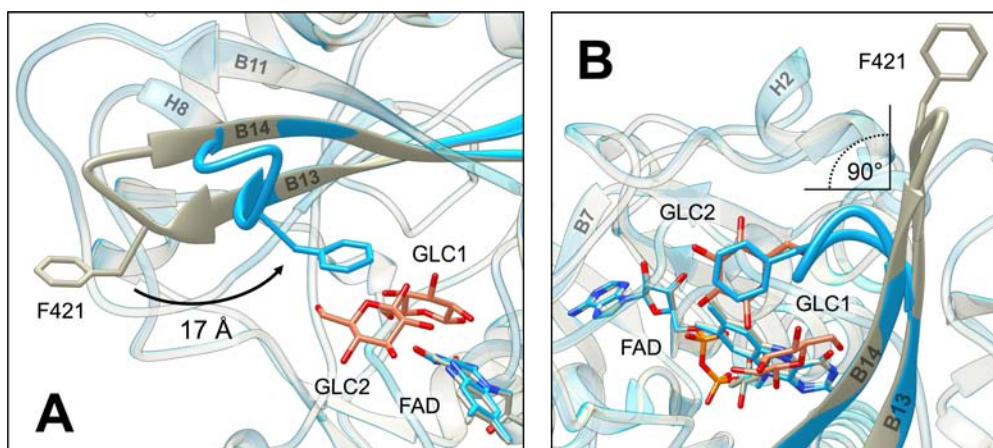 B11
H8
B14
B13
F421
17 Å
GLC1
GLC2
FAD
A
B
F421
H2
90°
B7
GLC2
GLC1
FAD
B14
B13